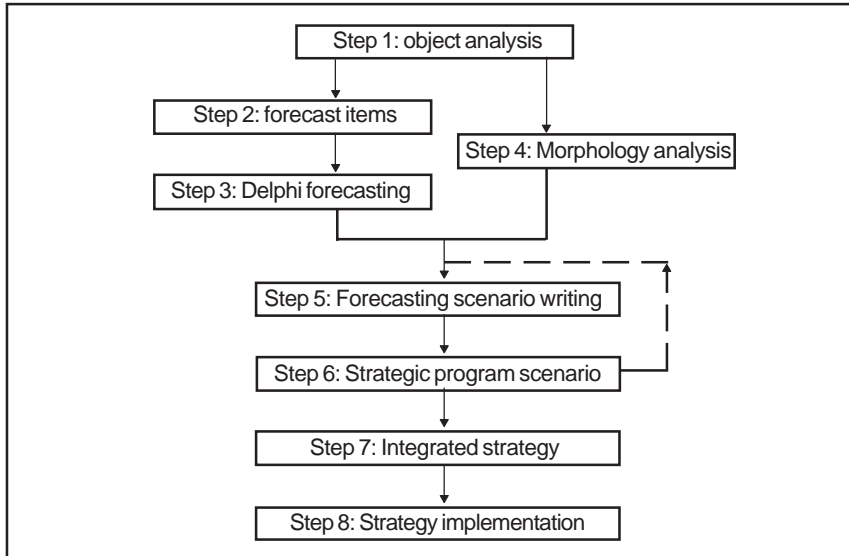 Step 1: object analysis
Step 2: forecast items
Step 4: Morphology analysis
Step 3: Delphi forecasting
Step 5: Forecasting scenario writing
Step 6: Strategic program scenario
Step 7: Integrated strategy
Step 8: Strategy implementation